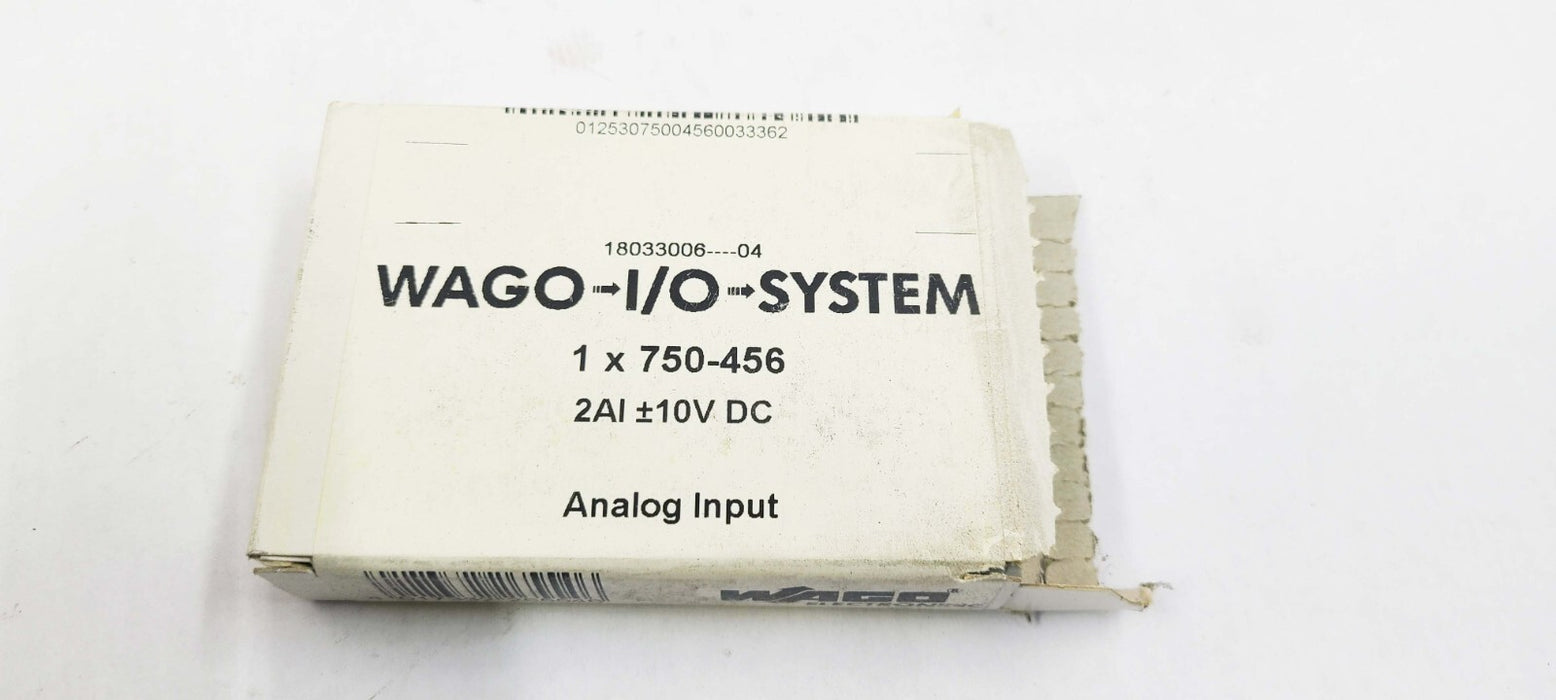 01253075004560033362
18033006----04
WAGO I/O SYSTEM
1 x 750-456
2AI ±10V DC
Analog Input
WAGO